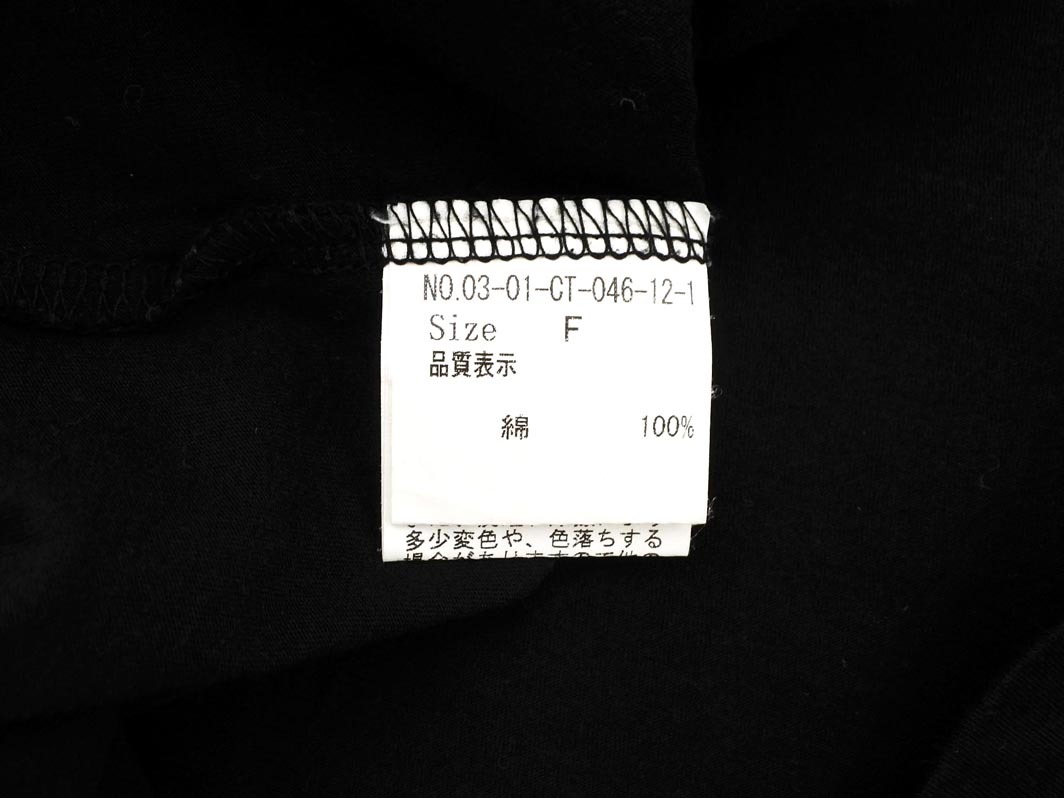 NO.03-01-CT-046-12-1
Size F
品質表示
綿 100%
多少変色や、色落ちする